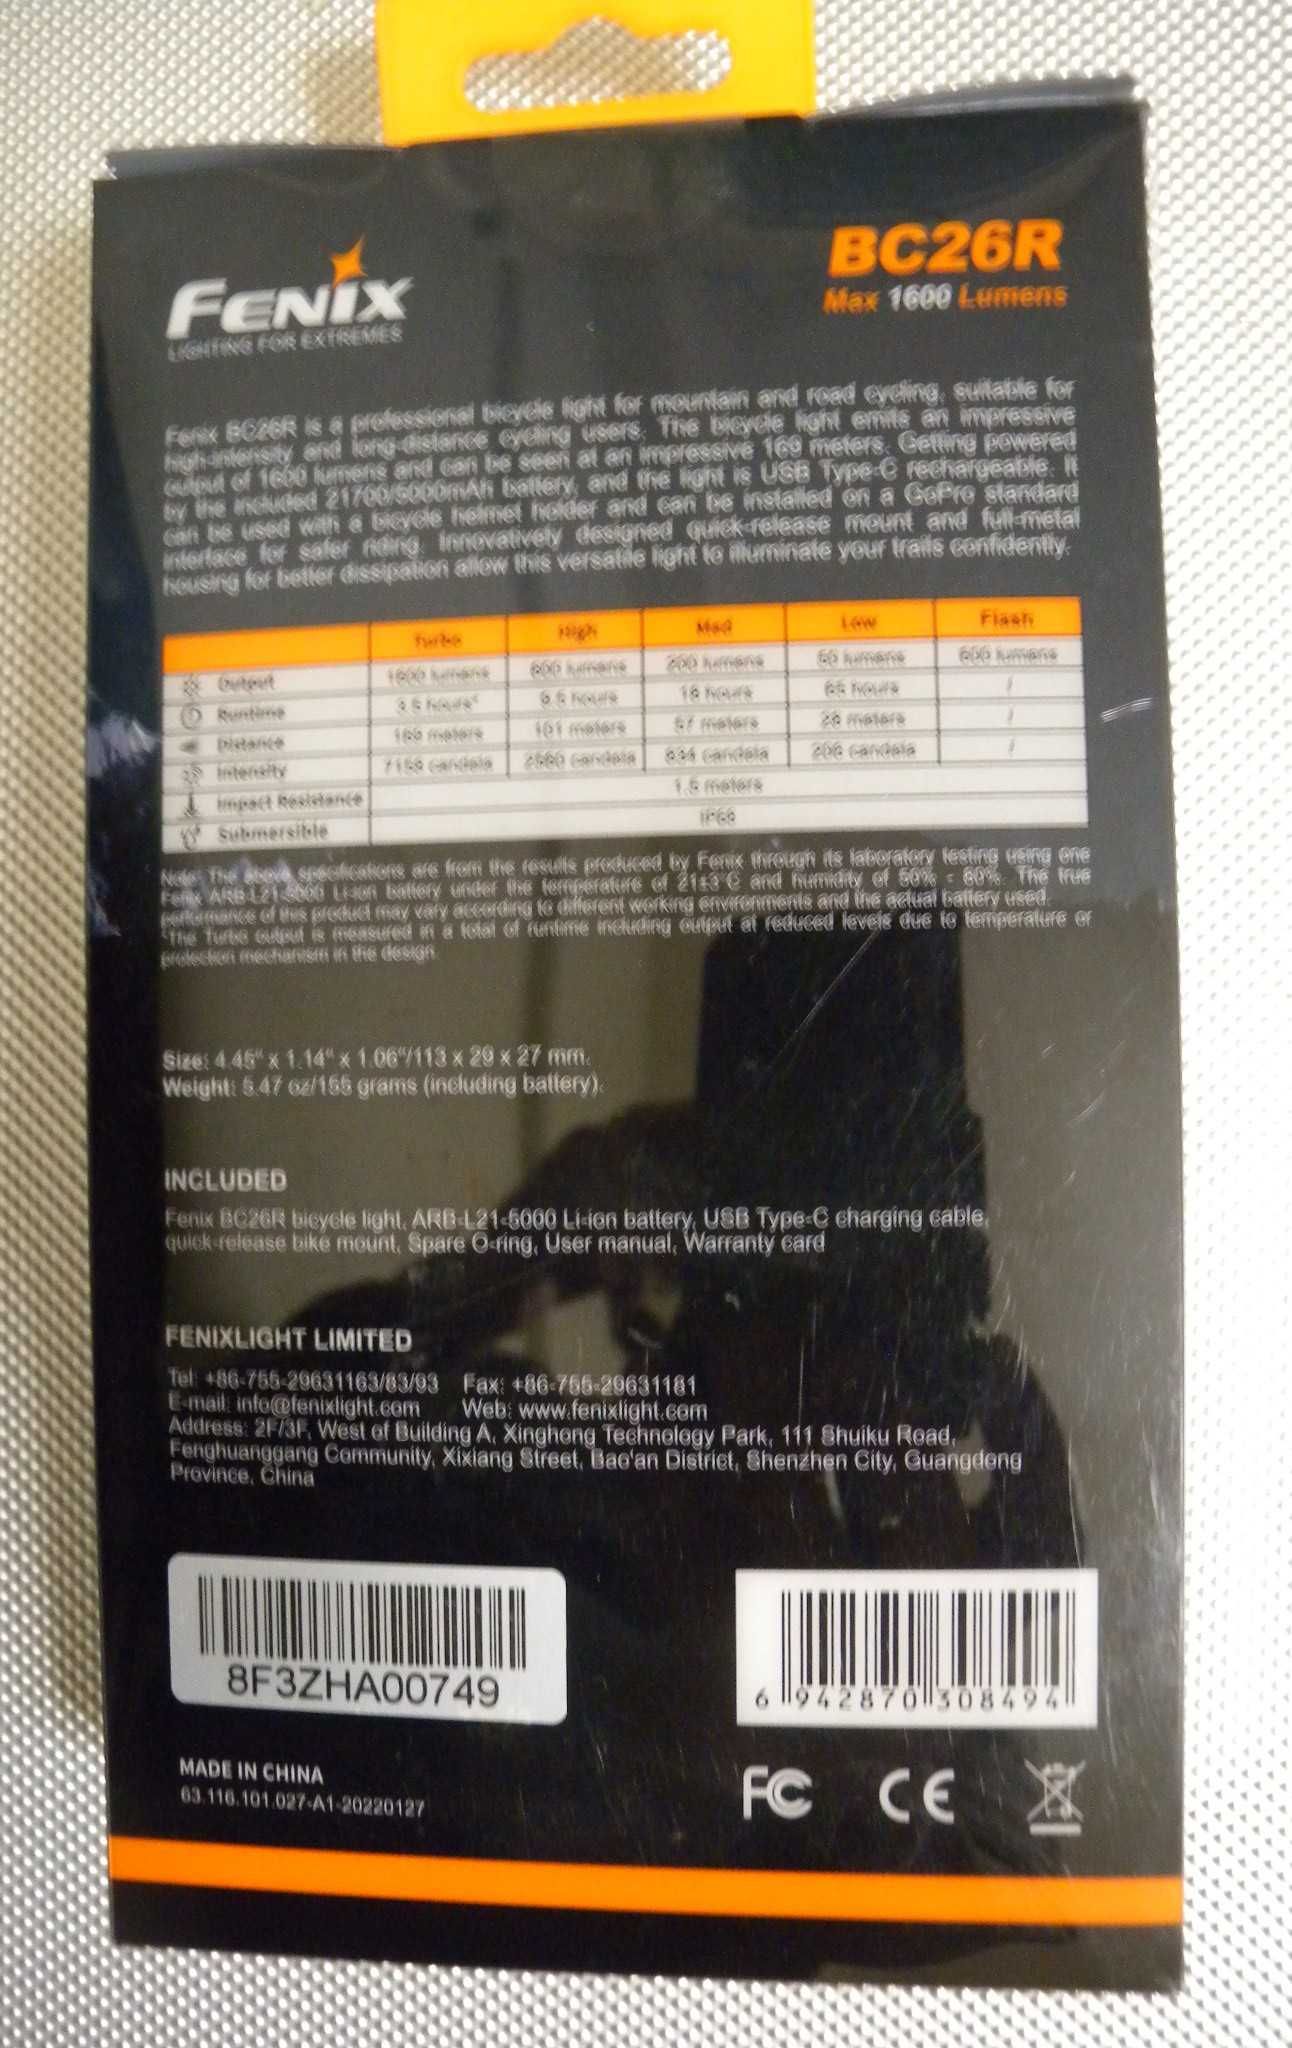 FENIX
LIGHTING FOR EXTREMES
BC26R
Max 1600 Lumens
Fenix BC26R is a professional bicycle light for mountain and road cycling, suitable for
high-intensity and long-distance cycling users. The bicycle light emits an impressive
output of 1600 lumens and can be seen at an impressive 169 meters. Getting powered
by the included 21700/5000mAh battery, and the light is USB Type-C rechargeable. It
can be used with a bicycle helmet holder and can be installed on a GoPro standard
interface for safer riding. Innovatively designed quick-release mount and full-metal
housing for better dissipation allow this versatile light to illuminate your trails confidently.
Turbo High Med Low Flash
Output 1600 lumens 600 lumens 200 lumens 50 lumens 600 lumens
Runtime 3.5 hours* hours 16 hours 65 hours /
Distance 169 meters 101 meters 57 meters 28 meters /
Intensity candela 2560 candela candela candela /
Impact Resistance 1.5 meters
Submersible IP68
Note: The above specifications are from the results produced by Fenix through its laboratory testing using one
Fenix ARB-L21-5000 Li-ion battery under the temperature of 21±3°C and humidity of 50% - 80%. The true
performance of this product may vary according to different working environments and the actual battery used.
*The Turbo output is measured in a total of runtime including output at reduced levels due to temperature or
protection mechanism in the design.
Size: 4.45" x 1.14" x 1.06"/113 x 29 x 27 mm.
Weight: 5.47 oz/155 grams (including battery).
INCLUDED
Fenix BC26R bicycle light, ARB-L21-5000 Li-ion battery, USB Type-C charging cable,
quick-release bike mount, Spare O-ring, User manual, Warranty card
FENIXLIGHT LIMITED
Tel: +86-755-29631163/83/93 Fax: +86-755-29631181
E-mail: info@fenixlight.com Web: www.fenixlight.com
Address: 2F/3F, West of Building A, Xinghong Technology Park, 111 Shuiku Road,
Fenghuanggang Community, Xixiang Street, Bao'an District, Shenzhen City, Guangdong
Province, China
8F3ZHA00749
6 942870 308494
MADE IN CHINA
63.116.101.027-A1-20220127
FC CE